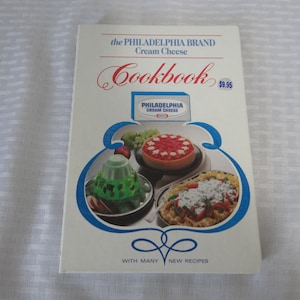 the PHILADELPHIA BRAND
Cream Cheese
Cookbook
$9.95
PHILADELPHIA
CREAM CHEESE
WITH MANY NEW RECIPES